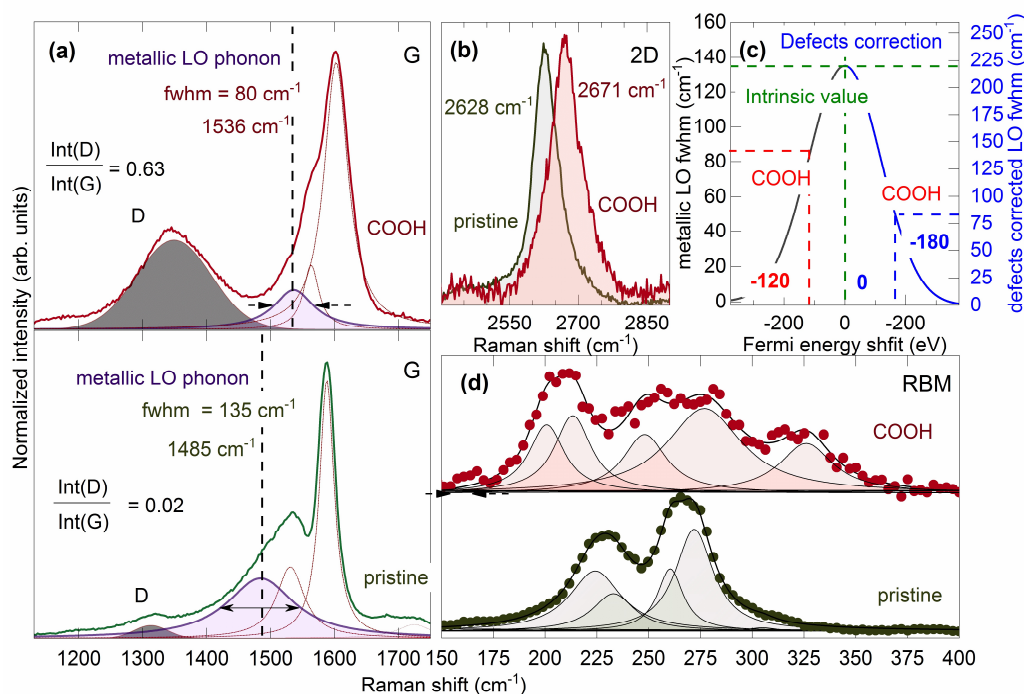 (a)
metallic LO phonon
G
fwhm = 80 cm-1
1536 cm-1
Int(D)
Int(G)
= 0.63
D
COOH
metallic LO phonon
G
fwhm = 135 cm-1
1485 cm-1
Int(D)
Int(G)
= 0.02
D
pristine
1200
1300
1400
1500
1600
1700
Normalized intensity (arb. units)
Raman shift (cm-1)
(b)
2D
2628 cm-1
2671 cm-1
pristine
COOH
2550
2700
2850
Raman shift (cm-1)
(c)
Defects correction
Intrinsic value
COOH
COOH
-120
0
-180
160
140
120
100
80
60
40
20
0
metallic LO fwhm (cm-1)
250
225
200
175
150
125
100
75
50
25
0
defects corrected LO fwhm (cm-1)
-200
0
-200
Fermi energy shfit (eV)
(d)
RBM
COOH
pristine
150
175
200
225
250
275
300
325
350
375
400